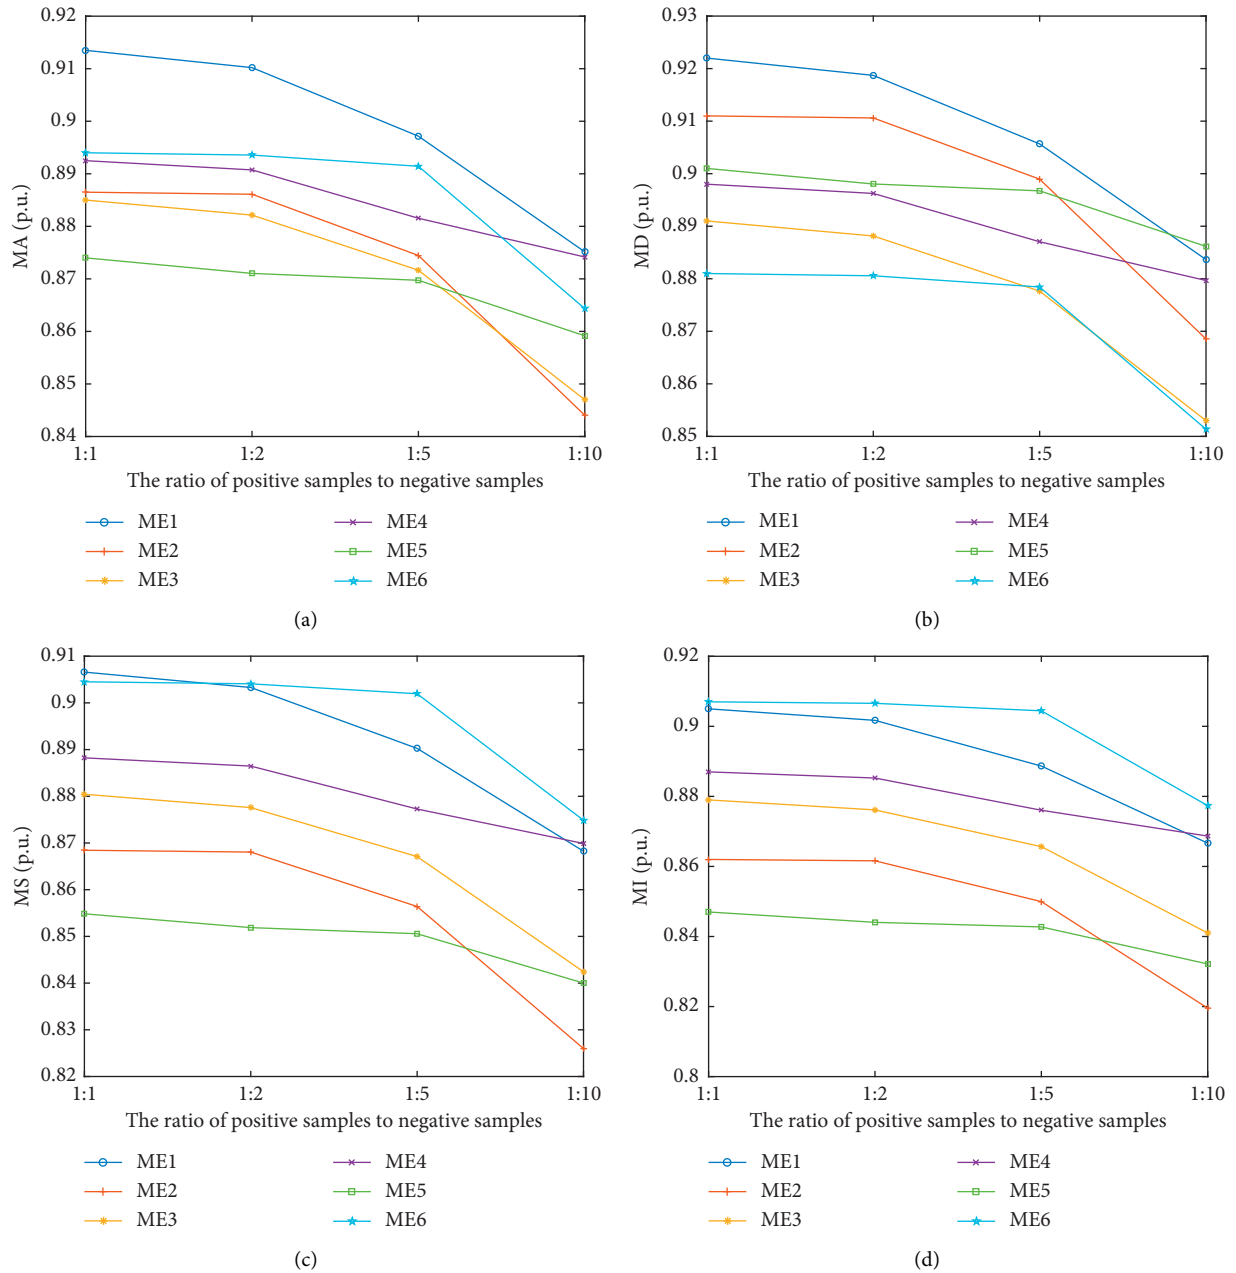 0.92
0.91
0.9
0.89
0.88
0.87
0.86
0.85
0.84
MA (p.u.)
1:1 1:2 1:5 1:10
The ratio of positive samples to negative samples
ME1 ME4
ME2 ME5
ME3 ME6
(a)
0.93
0.92
0.91
0.9
0.89
0.88
0.87
0.86
0.85
MD (p.u.)
1:1 1:2 1:5 1:10
The ratio of positive samples to negative samples
ME1 ME4
ME2 ME5
ME3 ME6
(b)
0.91
0.9
0.89
0.88
0.87
0.86
0.85
0.84
0.83
0.82
MS (p.u.)
1:1 1:2 1:5 1:10
The ratio of positive samples to negative samples
ME1 ME4
ME2 ME5
ME3 ME6
(c)
0.92
0.9
0.88
0.86
0.84
0.82
0.8
MI (p.u.)
1:1 1:2 1:5 1:10
The ratio of positive samples to negative samples
ME1 ME4
ME2 ME5
ME3 ME6
(d)